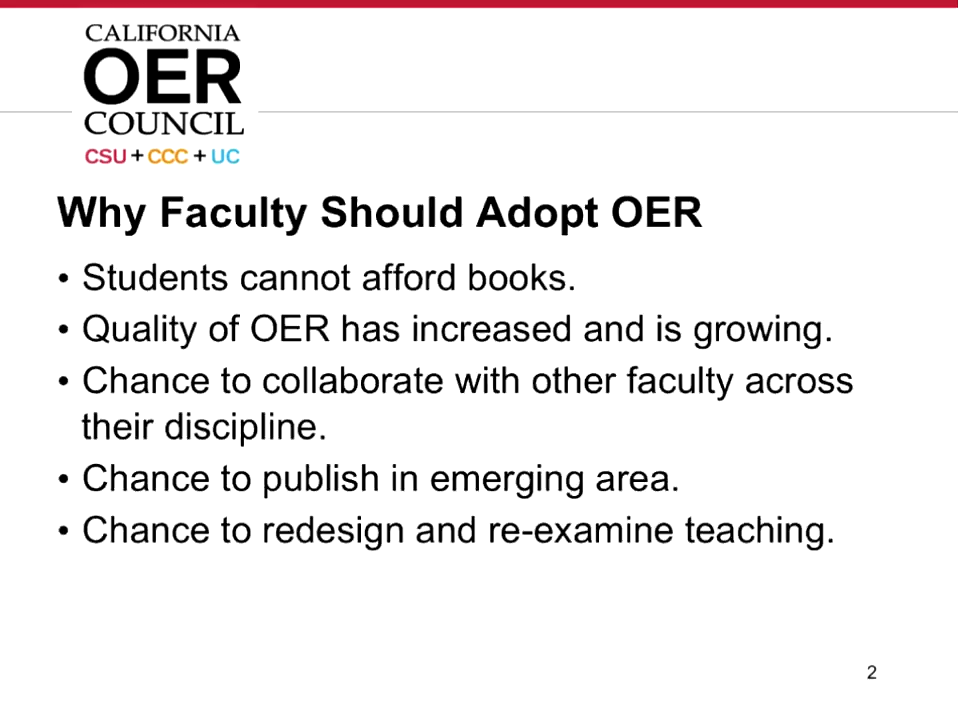 CALIFORNIA
OER
COUNCIL
CSU + CCC + UC
Why Faculty Should Adopt OER
• Students cannot afford books.
• Quality of OER has increased and is growing.
• Chance to collaborate with other faculty across
their discipline.
• Chance to publish in emerging area.
• Chance to redesign and re-examine teaching.
2